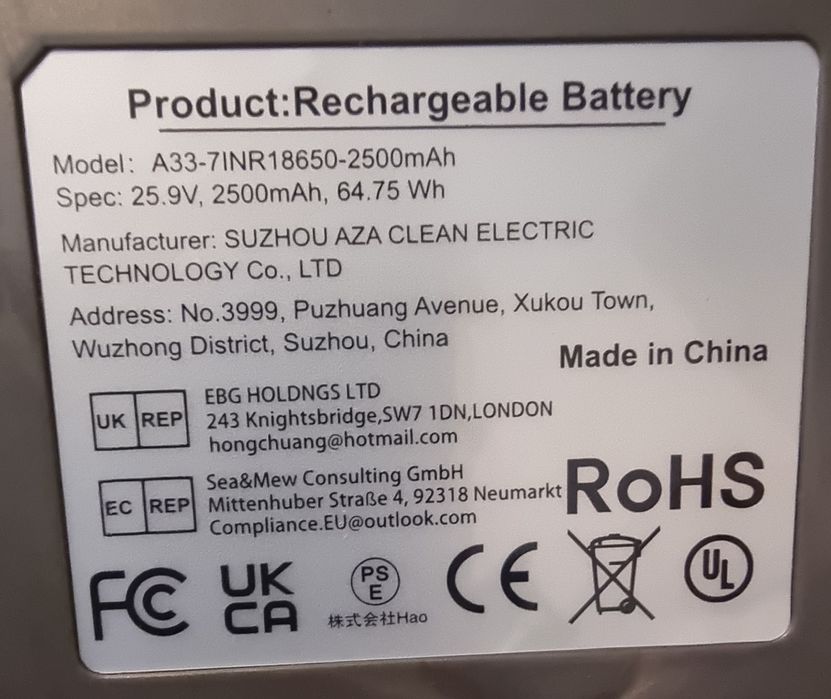 Product:Rechargeable Battery
Model: A33-7INR18650-2500mAh
Spec: 25.9V, 2500mAh, 64.75 Wh
Manufacturer: SUZHOU AZA CLEAN ELECTRIC
TECHNOLOGY Co., LTD
Address: No.3999, Puzhuang Avenue, Xukou Town,
Wuzhong District, Suzhou, China
Made in China
UK REP
EBG HOLDNGS LTD
243 Knightsbridge,SW7 1DN,LONDON
hongchuang@hotmail.com
EC REP
Sea&Mew Consulting GmbH
Mittenhuber Straße 4, 92318 Neumarkt
Compliance.EU@outlook.com
RoHS
FC
UK
CA
PS
E
株式会社Hao
CE
UL